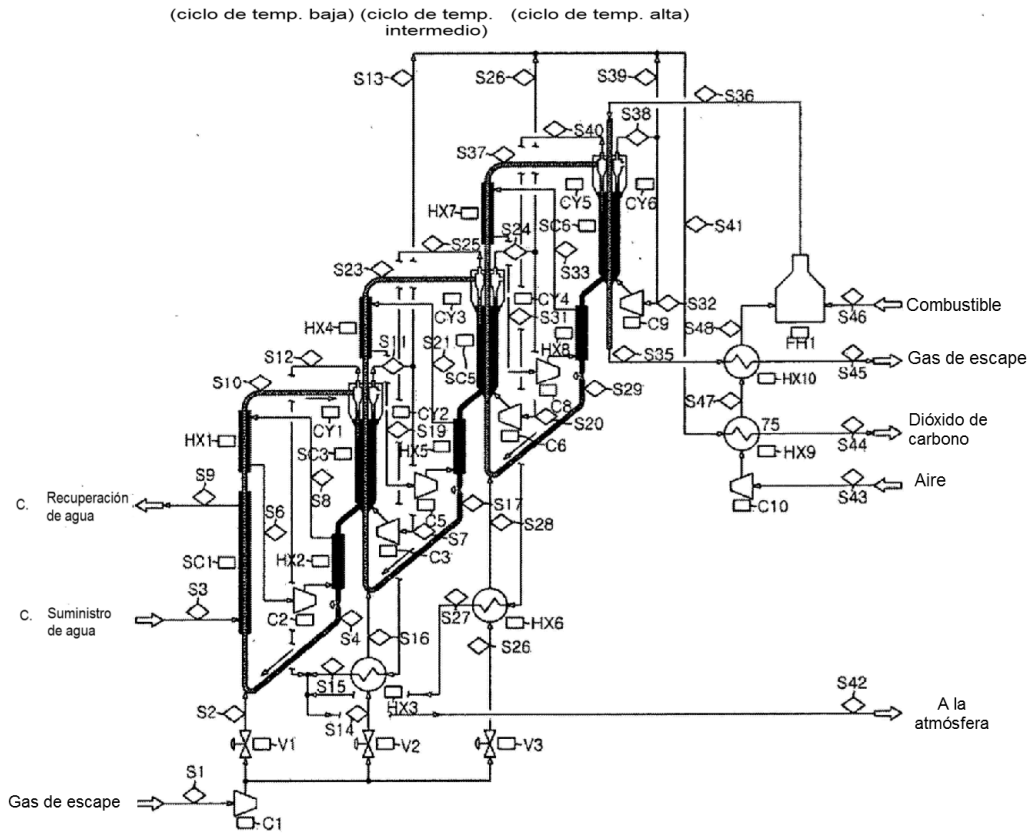 (ciclo de temp. baja) (ciclo de temp. intermedio) (ciclo de temp. alta)
S13
S26
S39
S36
S40
S38
S37
CY5
CY6
HX7
SC6
S41
S24
S25
S33
S23
CY4
S32
CY3
S31
C9
S46
Combustible
S48
HX4
S11
S21
HX8
FH1
S12
SC5
S35
S45
Gas de escape
S10
C8
S29
HX10
S47
CY1
CY2
S20
75
S44
Dióxido de carbono
HX1
SC3
S19
C6
HX5
HX9
S9
S8
S17
S43
Aire
C. Recuperación de agua
S6
C5
S28
C10
S7
SC1
HX2
C3
S3
C. Suministro de agua
C2
S4
S16
S27
HX6
S26
S15
HX3
S42
A la atmósfera
S2
S14
V1
V2
V3
S1
Gas de escape
C1